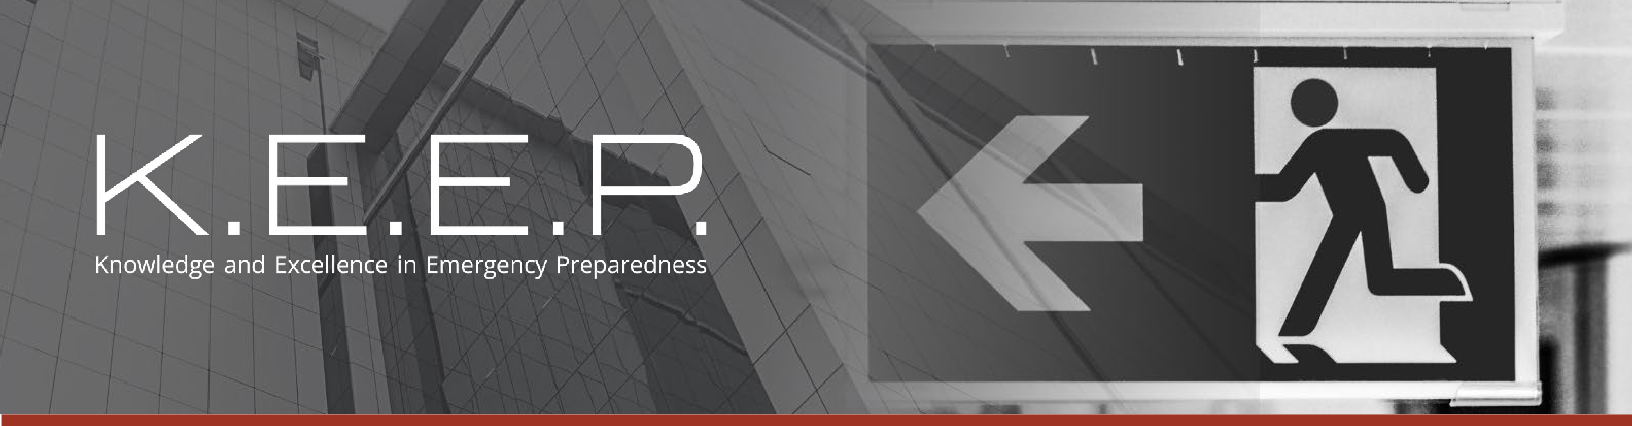 K.E.E.P.
Knowledge and Excellence in Emergency Preparedness